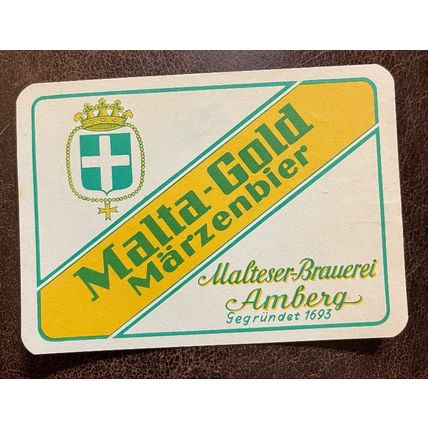 Malta-Gold
Märzenbier
Malteser-Brauerei
Amberg
Gegründet 1693